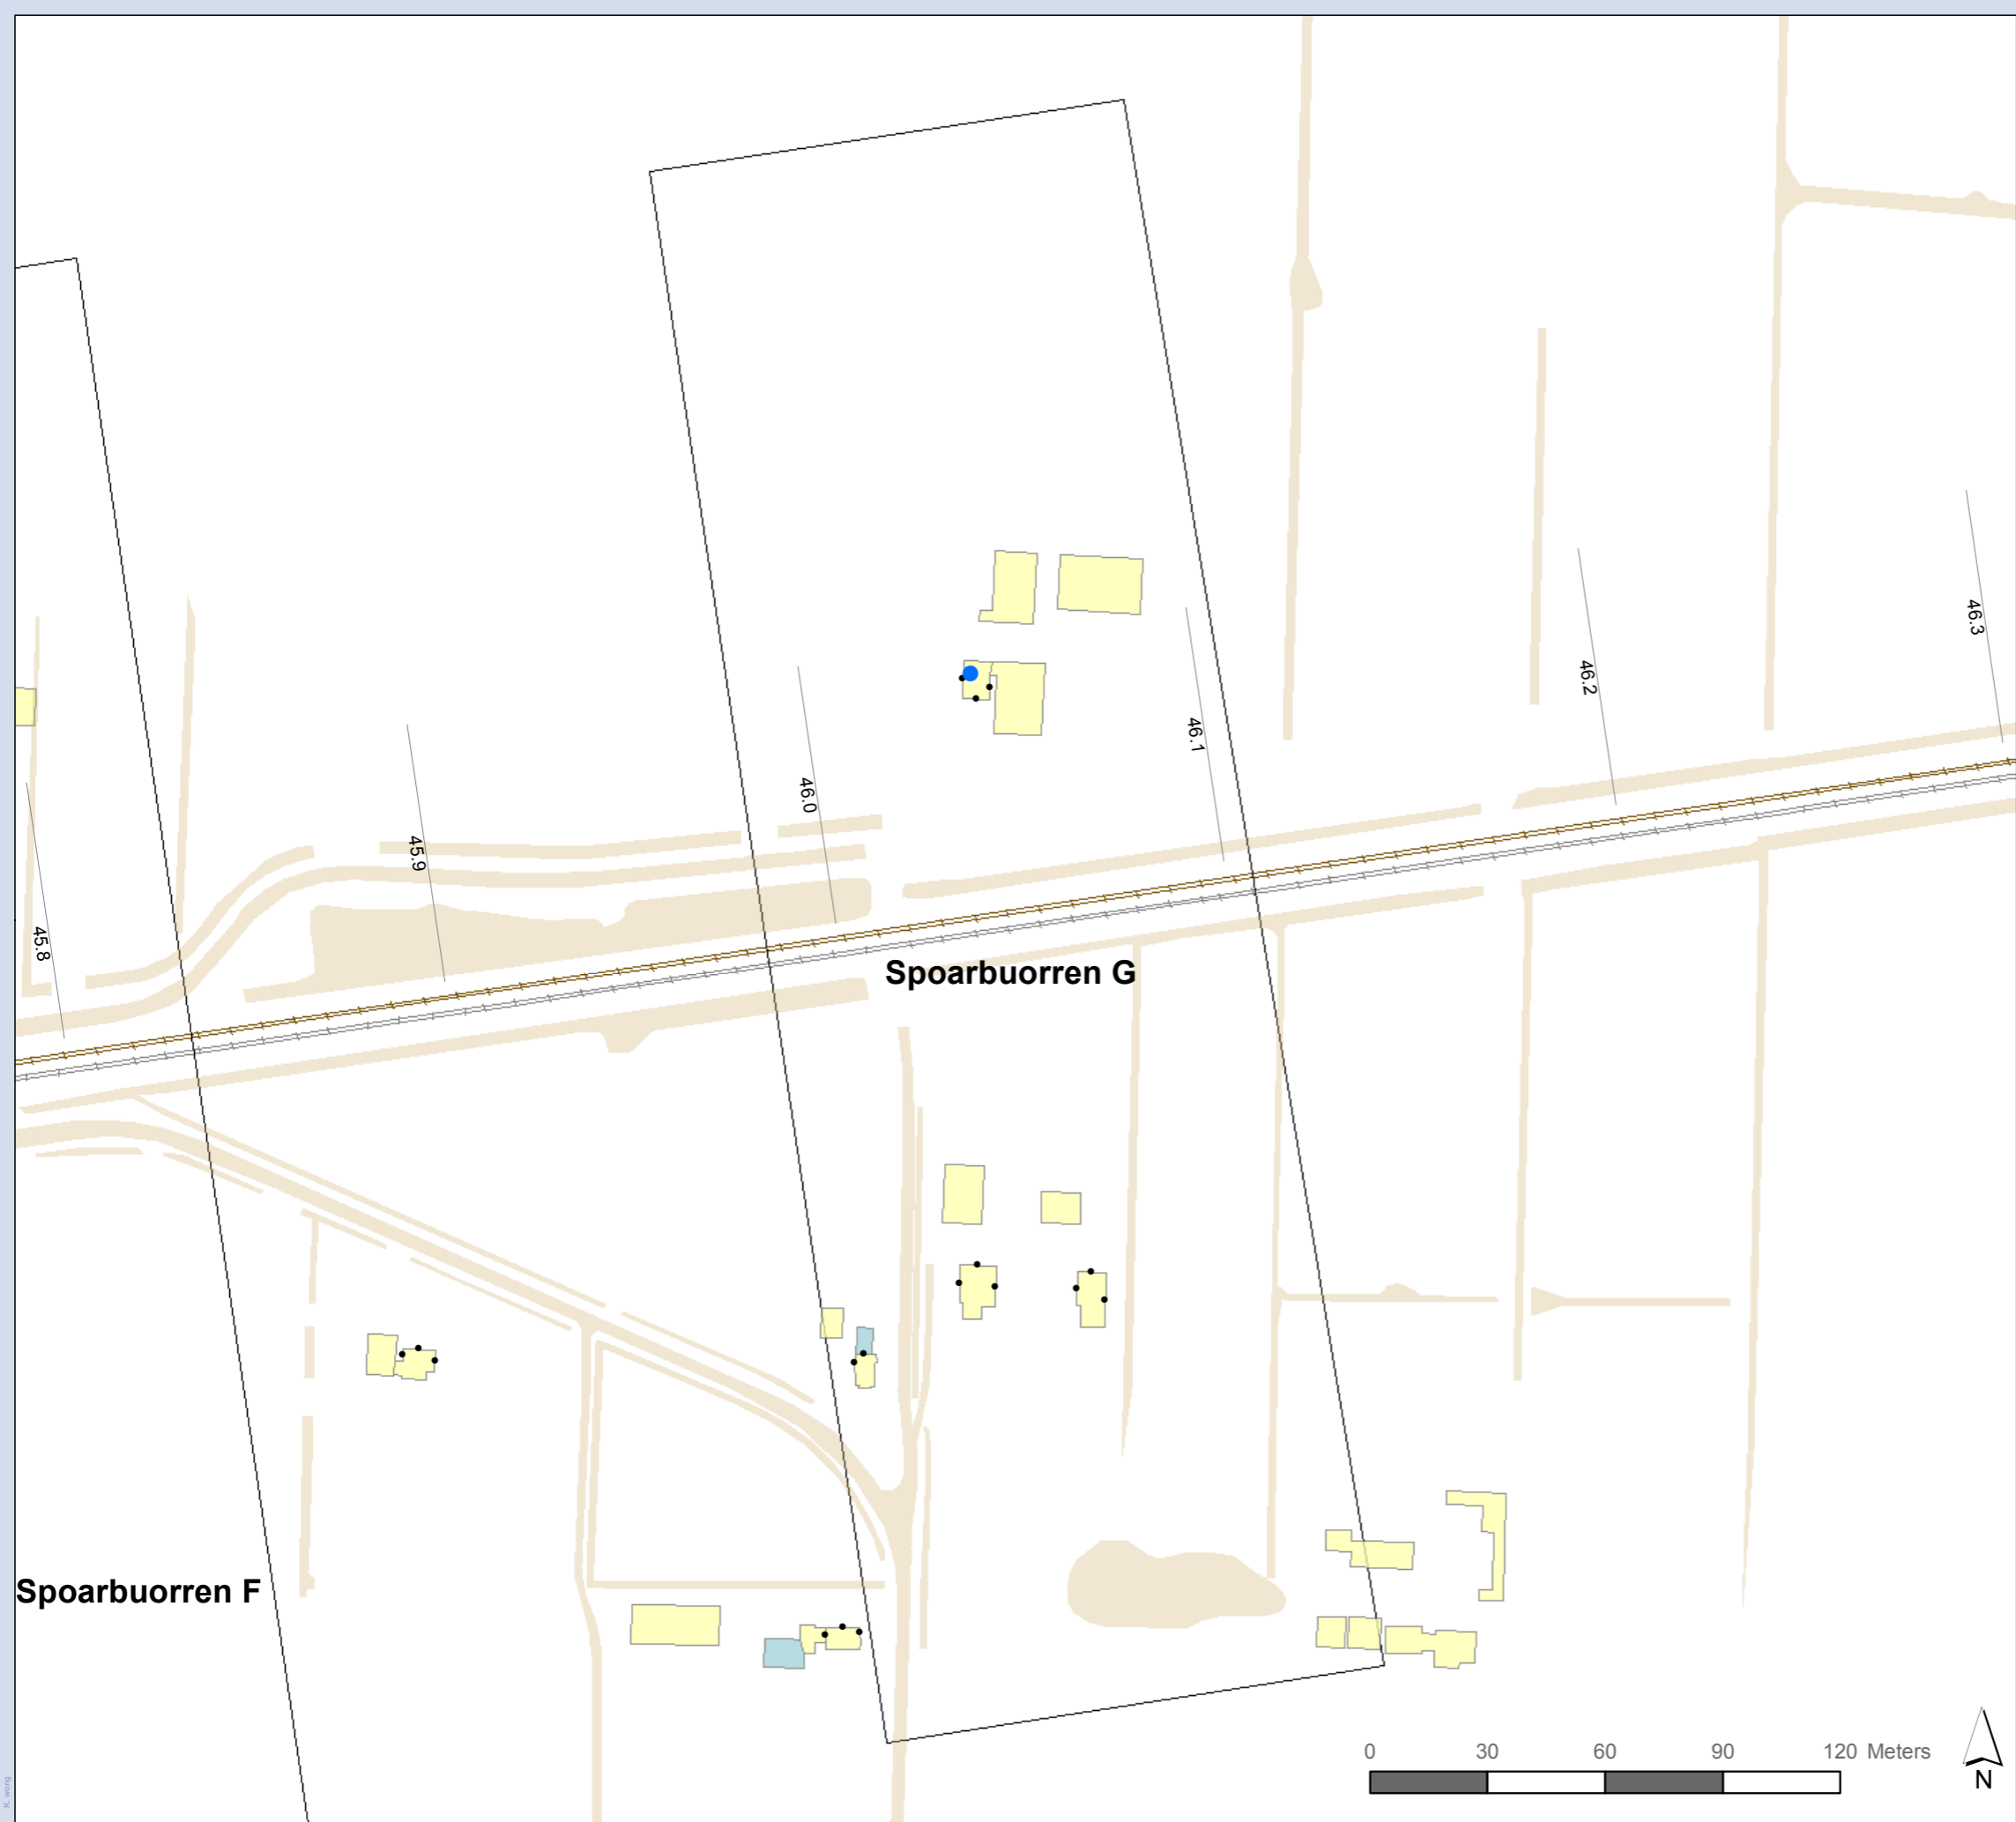 46.3
46.2
46.1
46.0
45.9
45.8
Spoarbuorren G
Spoarbuorren F
0 30 60 90 120 Meters
N
K. wong